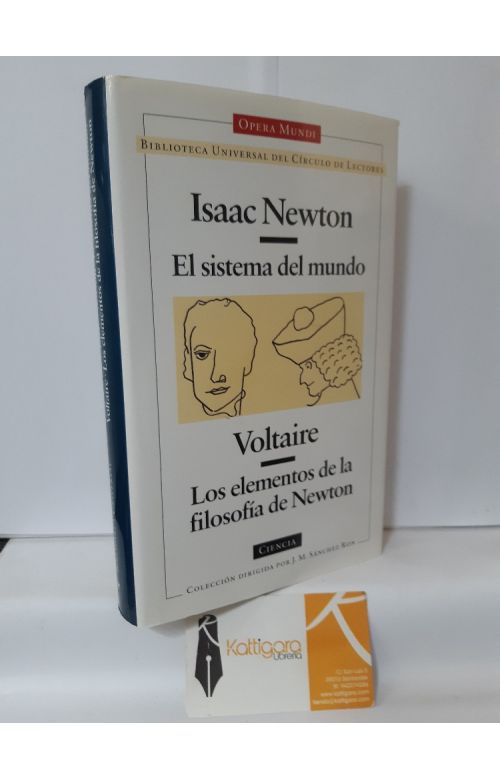 OPERA MUNDI
BIBLIOTECA UNIVERSAL DEL CÍRCULO DE LECTORES
Isaac Newton
El sistema del mundo
Voltaire
Los elementos de la
filosofía de Newton
CIENCIA
COLECCIÓN DIRIGIDA POR J. M. SÁNCHEZ RON
Voltaire · Los elementos de la filosofía de Newton
Kattigara
Librería